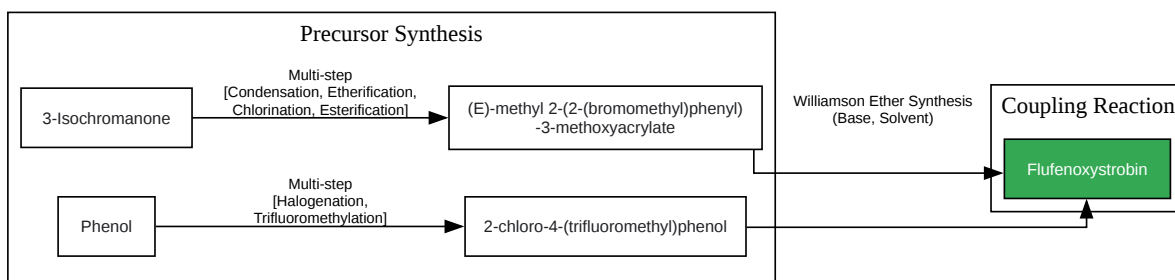 Precursor Synthesis
Multi-step
[Condensation, Etherification,
Chlorination, Esterification]
3-Isochromanone
(E)-methyl 2-(2-(bromomethyl)phenyl)
-3-methoxyacrylate
Williamson Ether Synthesis
(Base, Solvent)
Coupling Reaction
Flufenoxystrobin
Multi-step
[Halogenation,
Trifluoromethylation]
Phenol
2-chloro-4-(trifluoromethyl)phenol